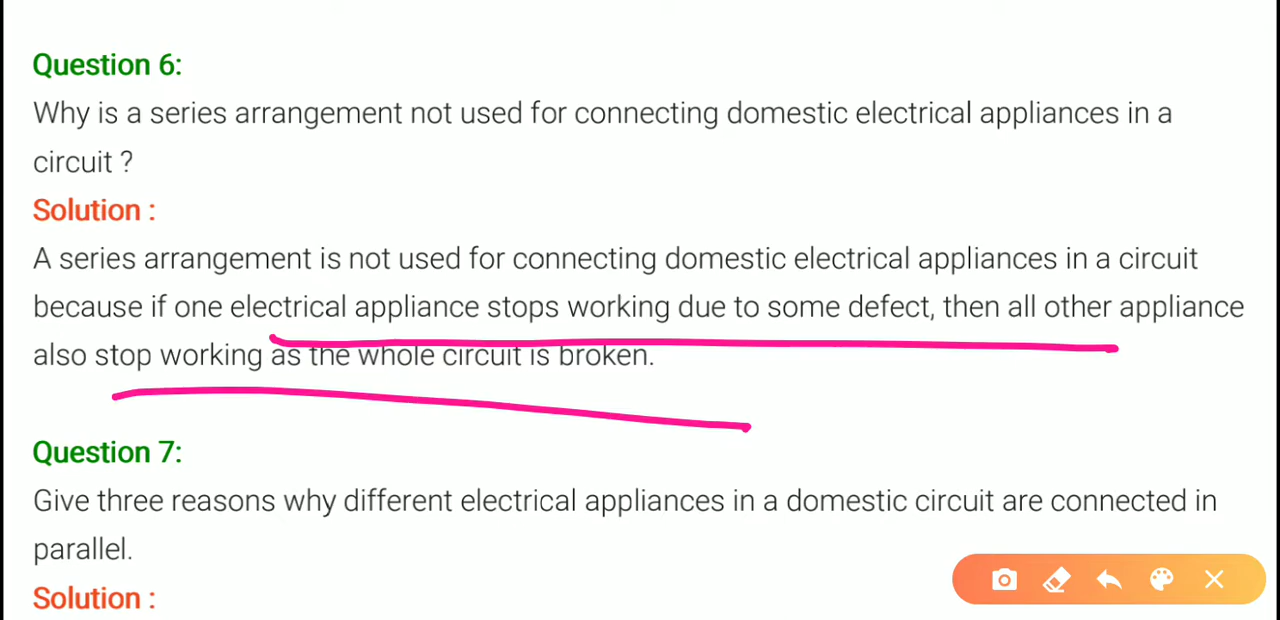 Question 6:
Why is a series arrangement not used for connecting domestic electrical appliances in a
circuit ?
Solution :
A series arrangement is not used for connecting domestic electrical appliances in a circuit
because if one electrical appliance stops working due to some defect, then all other appliance
also stop working as the whole circuit is broken.
Question 7:
Give three reasons why different electrical appliances in a domestic circuit are connected in
parallel.
Solution :